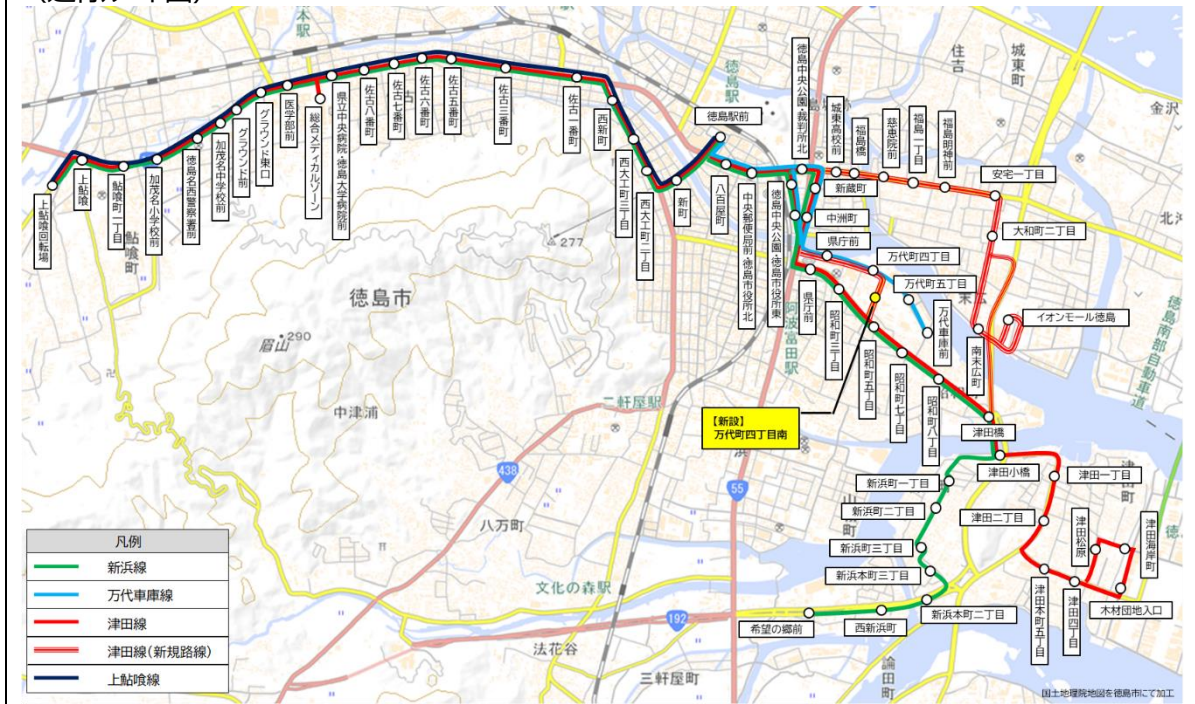 徳島駅
住吉
城東町
金沢
徳島駅前
徳島中央公園・裁判所北
城東高校前
福島橋
慈恵院前
福島二丁目
福島明神前
安宅一丁目
大和町二丁目
イオンモール徳島
南末広町
末広
佐古五番町
佐古六番町
佐古七番町
佐古八番町
佐古三番町
佐古一番町
県立中央病院・徳島大学病院前
総合メディカルゾーン
医学部前
グラウンド東口
グラウンド前
加茂名中学校前
徳島名西警察署前
加茂名小学校前
鮎喰町一丁目
上鮎喰
上鮎喰回転場
鮎喰町
西新町
西大工町三丁目
西大工町二丁目
新町
八百屋町
中央郵便局前・徳島市役所北
徳島中央公園・徳島市役所東
新蔵町
中洲町
県庁前
万代町四丁目
万代町五丁目
万代車庫前
県庁前
昭和町三丁目
昭和町五丁目
昭和町七丁目
昭和町八丁目
阿波富田駅
徳島南部自動車道
277
徳島市
眉山
290
中津浦
二軒屋駅
【新設】
万代町四丁目南
津田橋
津田小橋
津田町
津田一丁目
津田二丁目
津田松原
津田海岸町
木材団地入口
津田四丁目
津田本町五丁目
新浜町一丁目
新浜町二丁目
新浜町三丁目
新浜本町三丁目
新浜本町二丁目
西新浜町
希望の郷前
438
55
192
八万町
文化の森駅
法花谷
三軒屋町
論田町
凡例
新浜線
万代車庫線
津田線
津田線(新規路線)
上鮎喰線
国土地理院地図を徳島市にて加工